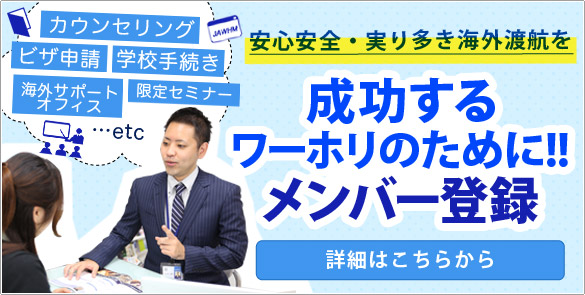 カウンセリング
JAWHM
ビザ申請
学校手続き
海外サポート
オフィス
限定セミナー
…etc
安心安全・実り多き海外渡航を
成功する
ワーホリのために!!
メンバー登録
詳細はこちらから